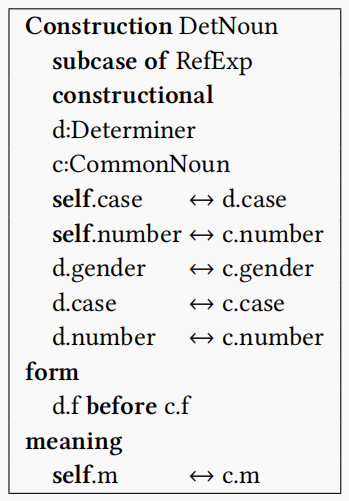 Construction DetNoun
subcase of RefExp
constructional
d:Determiner
c:CommonNoun
self.case ↔ d.case
self.number ↔ c.number
d.gender ↔ c.gender
d.case ↔ c.case
d.number ↔ c.number
form
d.f before c.f
meaning
self.m ↔ c.m